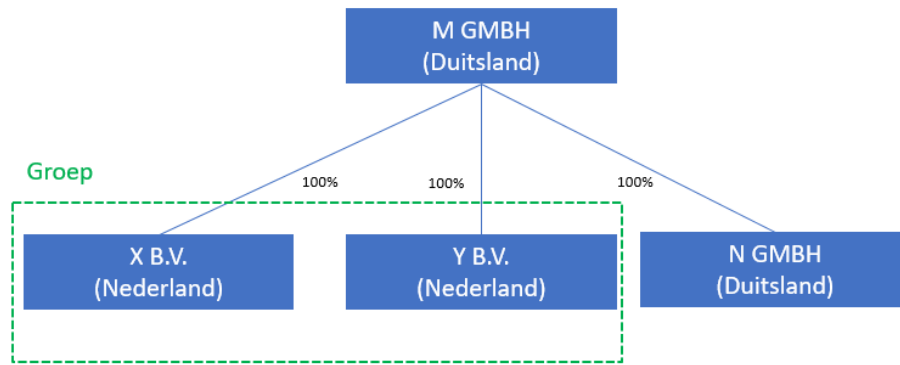 M GMBH
(Duitsland)
Groep
100%
100%
100%
X B.V.
(Nederland)
Y B.V.
(Nederland)
N GMBH
(Duitsland)